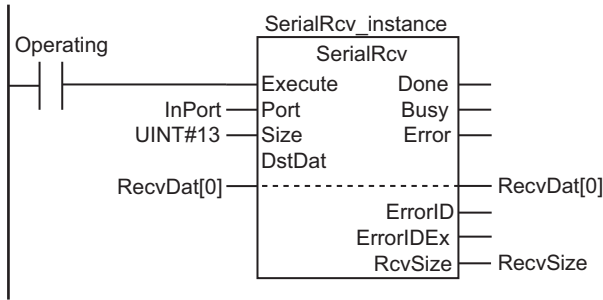 SerialRcv_instance
Operating
SerialRcv
Execute Done
InPort Port Busy
UINT#13 Size Error
DstDat
RecvDat[0] RecvDat[0]
ErrorID
ErrorIDEx
RcvSize RecvSize